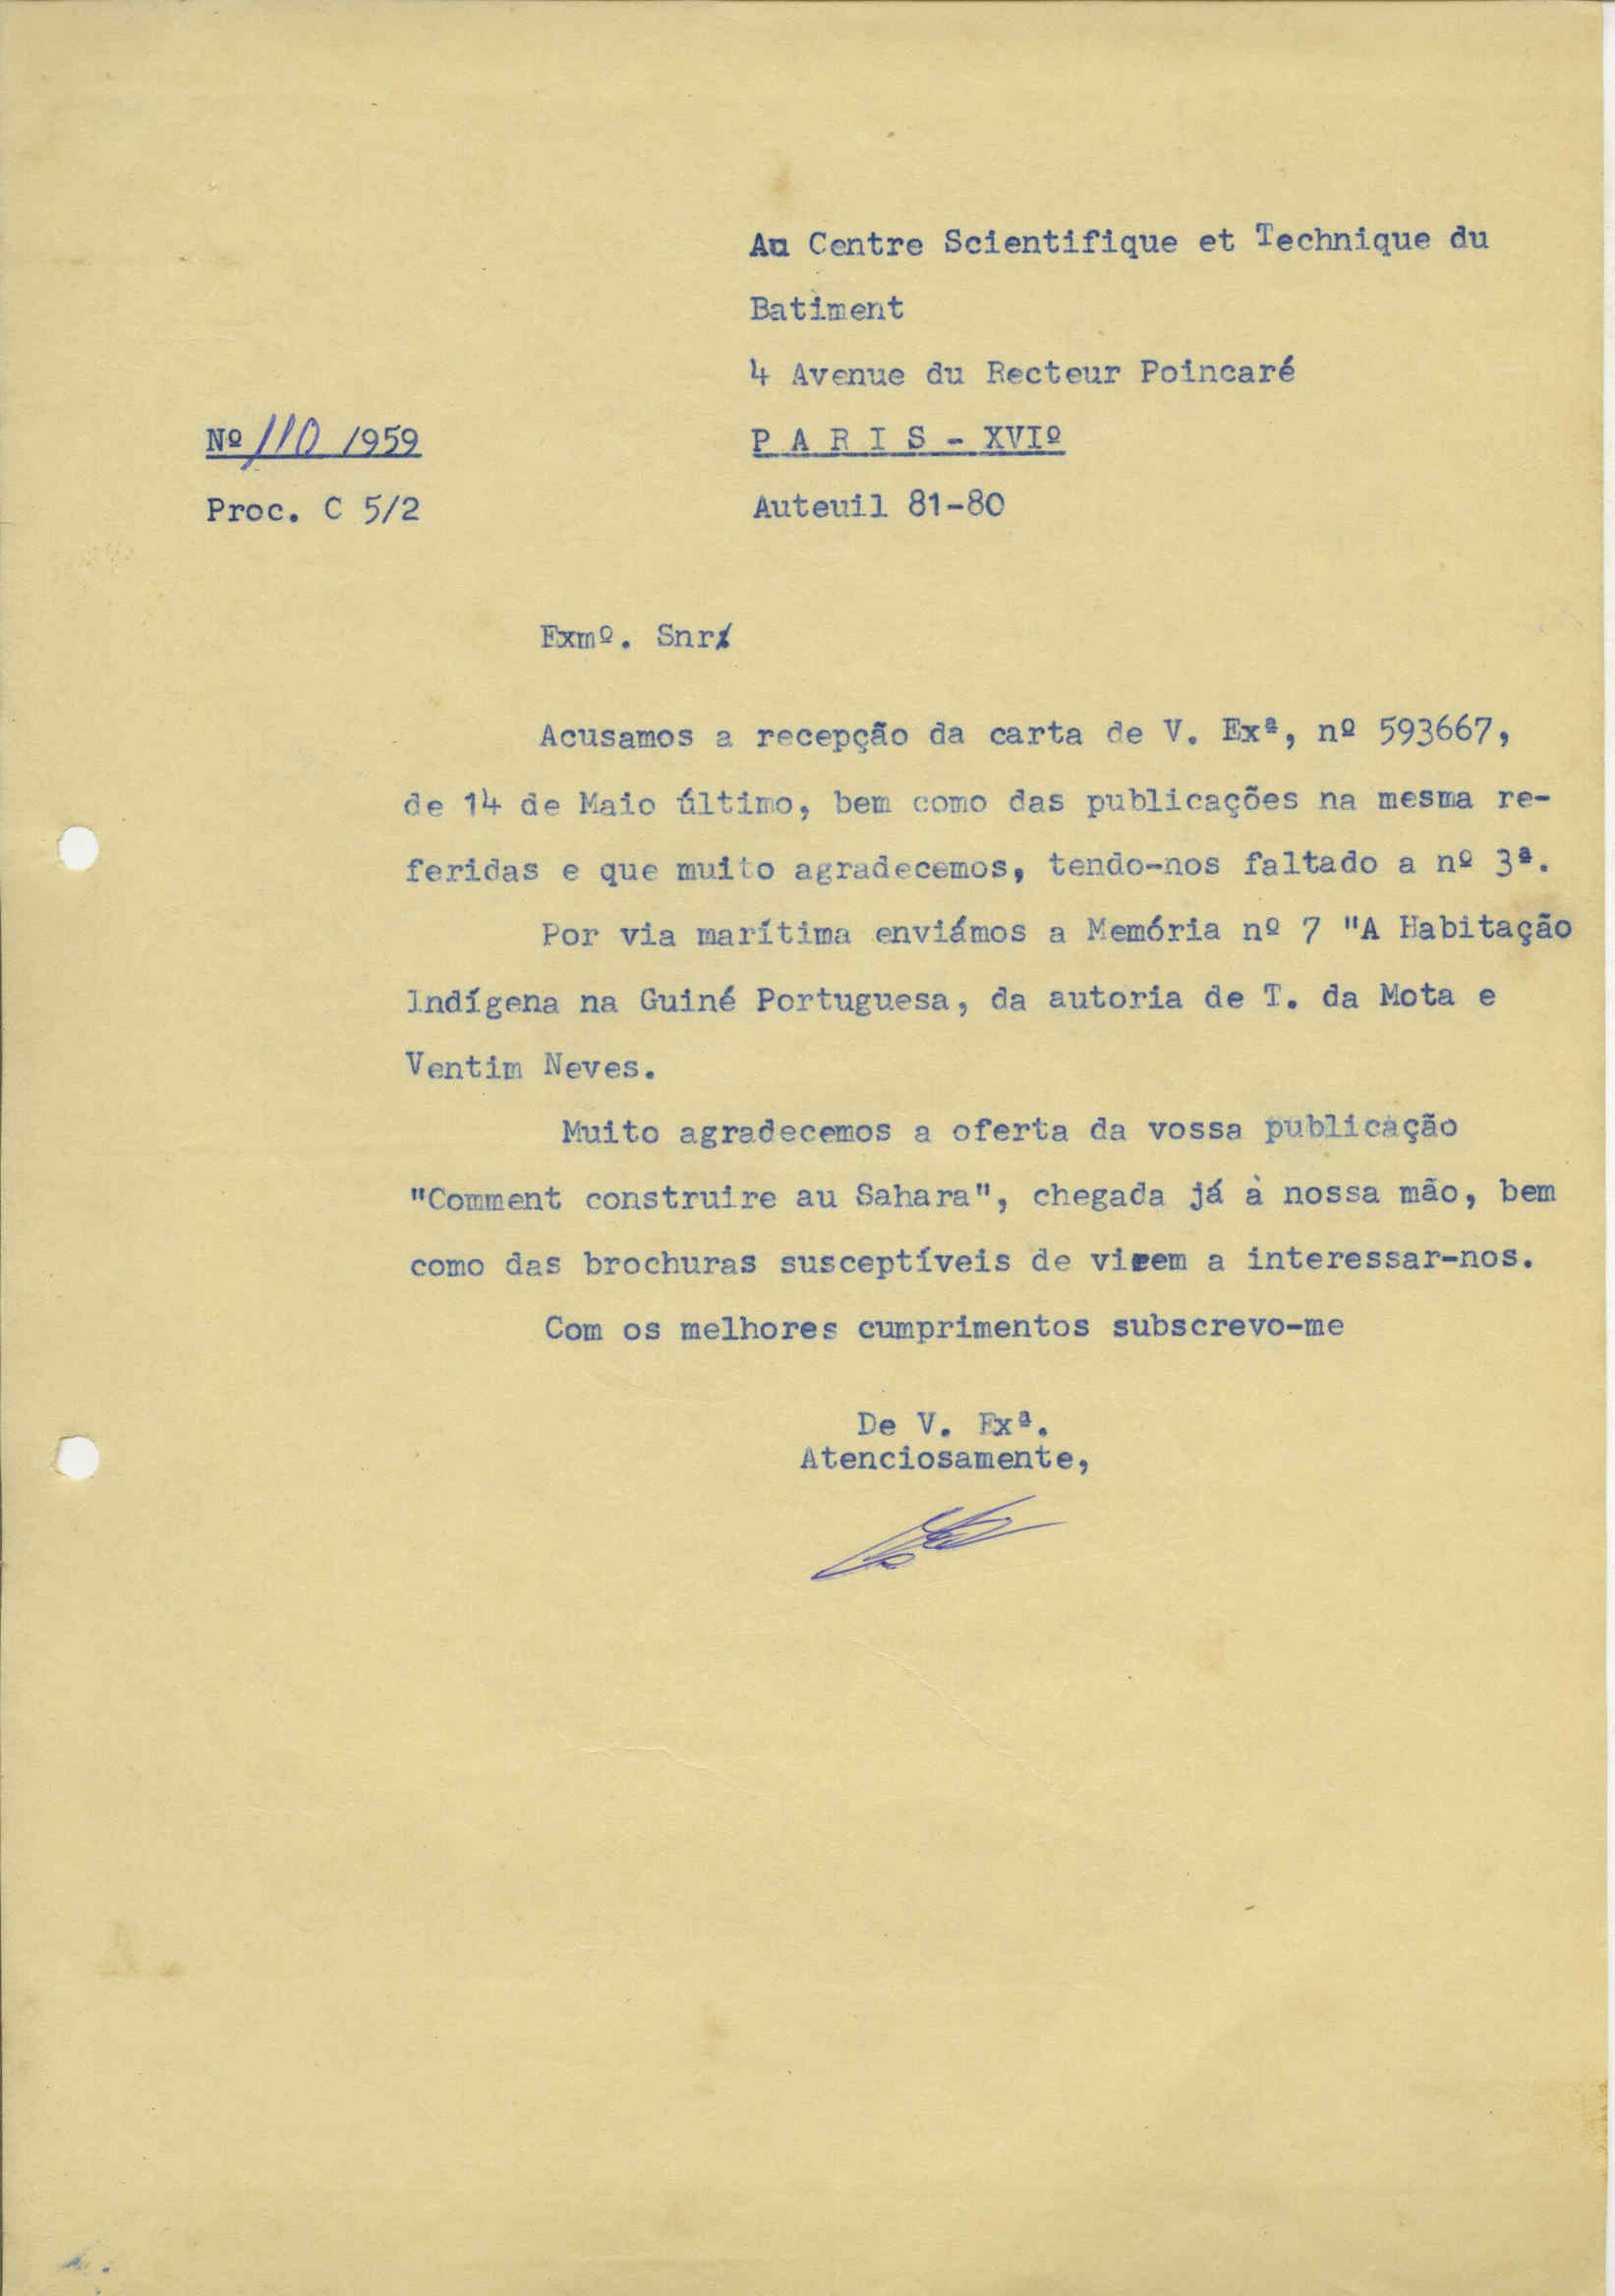 Au Centre Scientifique et Technique du
Batiment
4 Avenue du Recteur Poincaré
Nº 110 /959
P A R I S - XVIº
Proc. C 5/2
Auteuil 81-80
Exmº. Snr.
Acusamos a recepção da carta de V. Exª, nº 593667,
de 14 de Maio último, bem como das publicações na mesma re-
feridas e que muito agradecemos, tendo-nos faltado a nº 3ª.
Por via marítima enviámos a Memória nº 7 "A Habitação
Indígena na Guiné Portuguesa, da autoria de T. da Mota e
Ventim Neves.
Muito agradecemos a oferta da vossa publicação
"Comment construire au Sahara", chegada já à nossa mão, bem
como das brochuras susceptíveis de virem a interessar-nos.
Com os melhores cumprimentos subscrevo-me
De V. Exª.
Atenciosamente,